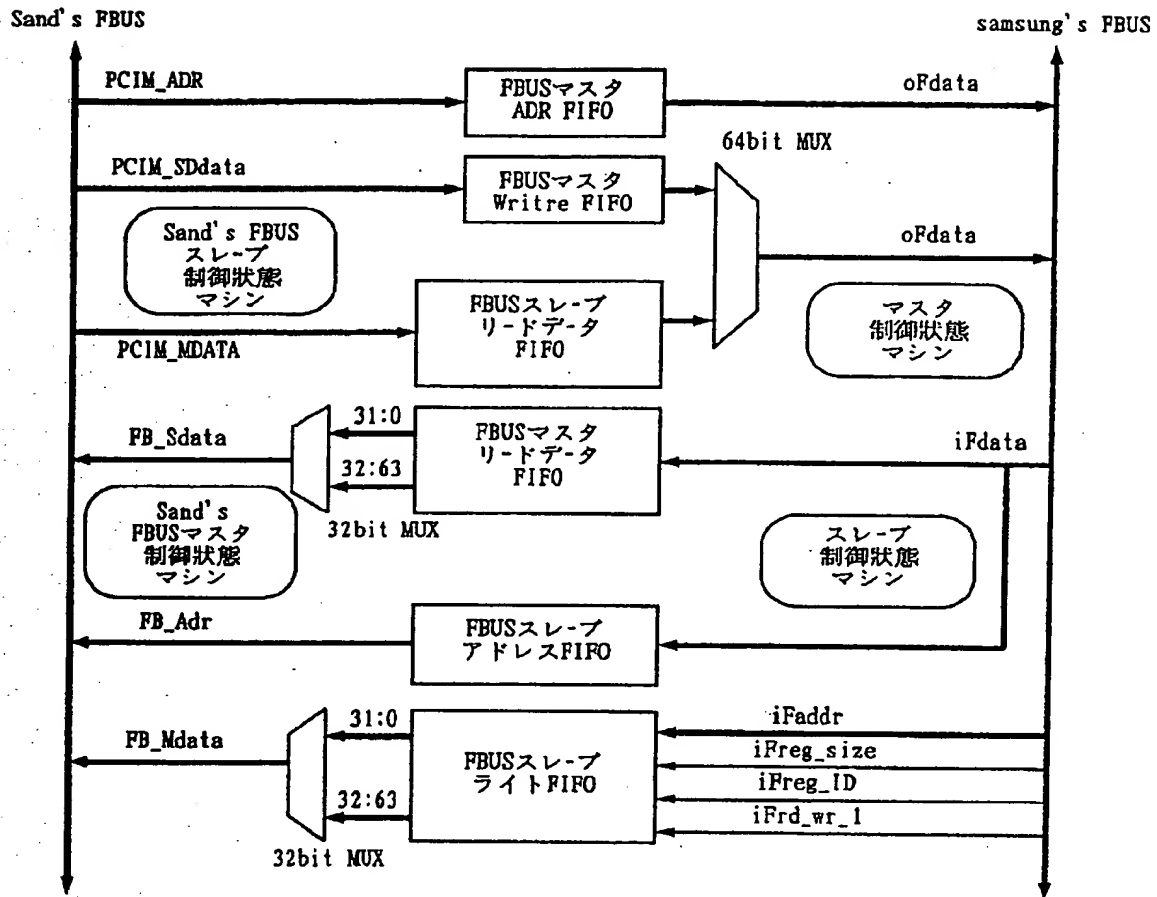 Sand's FBUS
samsung's FBUS
PCIM_ADR
FBUSマスタ
ADR FIFO
oFdata
64bit MUX
PCIM_SDdata
FBUSマスタ
Writre FIFO
Sand's FBUS
スレーブ
制御狀態
マシン
oFdata
FBUSスレーブ
リードデータ
FIFO
マスタ
制御狀態
マシン
PCIM_MDATA
31:0
FB_Sdata
32:63
FBUSマスタ
リードデータ
FIFO
iFdata
Sand's
FBUSマスタ
制御狀態
マシン
32bit MUX
スレーブ
制御狀態
マシン
FB_Adr
FBUSスレーブ
アドレスFIFO
31:0
FB_Mdata
32:63
FBUSスレーブ
ライトFIFO
iFaddr
iFreg_size
iFreg_ID
iFrd_wr_1
32bit MUX